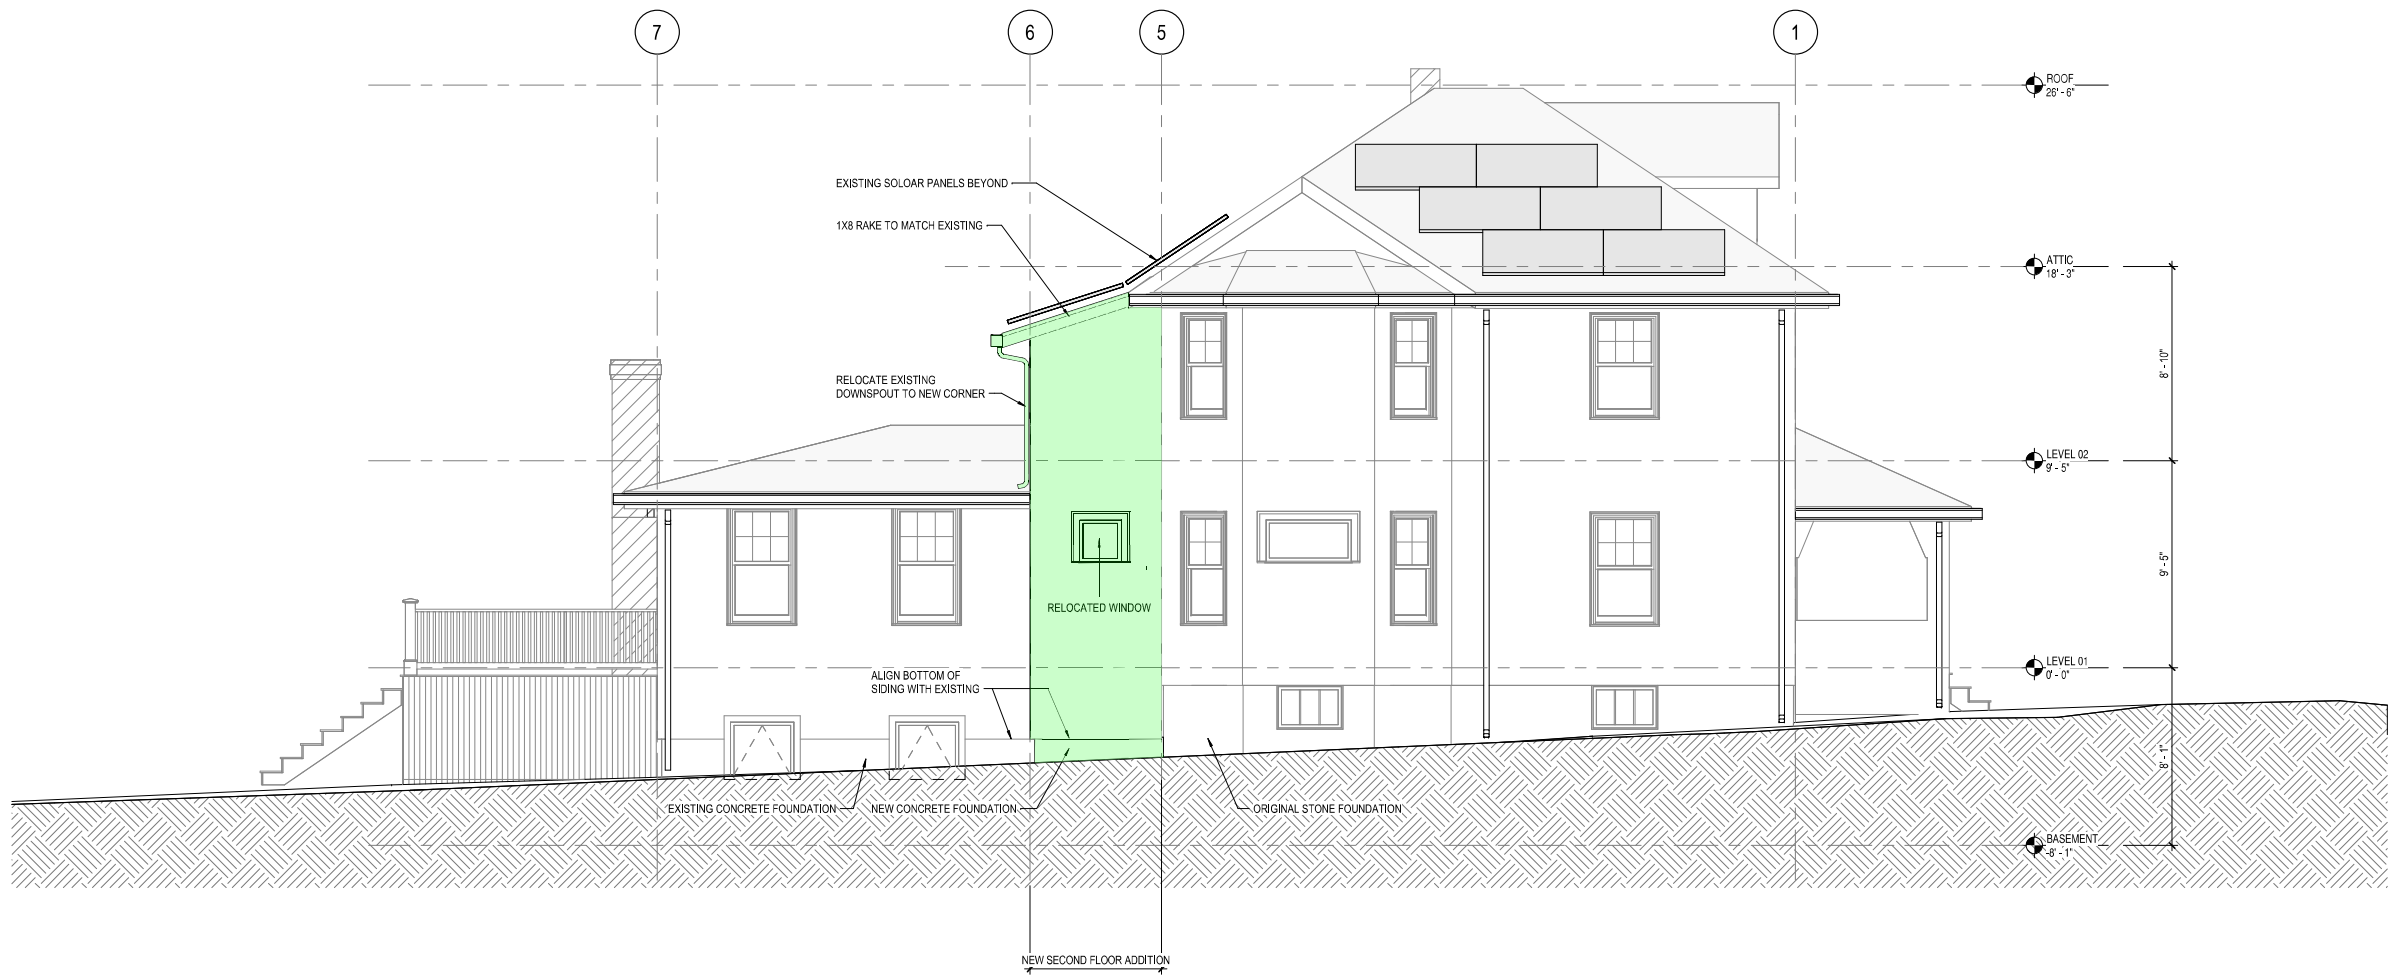 7
6
5
1
ROOF
26' - 6"
EXISTING SOLOAR PANELS BEYOND
1X8 RAKE TO MATCH EXISTING
ATTIC
18' - 3"
8' - 10"
RELOCATE EXISTING
DOWNSPOUT TO NEW CORNER
LEVEL 02
9' - 5"
9' - 5"
RELOCATED WINDOW
LEVEL 01
0' - 0"
ALIGN BOTTOM OF
SIDING WITH EXISTING
8' - 1"
EXISTING CONCRETE FOUNDATION
NEW CONCRETE FOUNDATION
ORIGINAL STONE FOUNDATION
BASEMENT
-8' - 1"
NEW SECOND FLOOR ADDITION